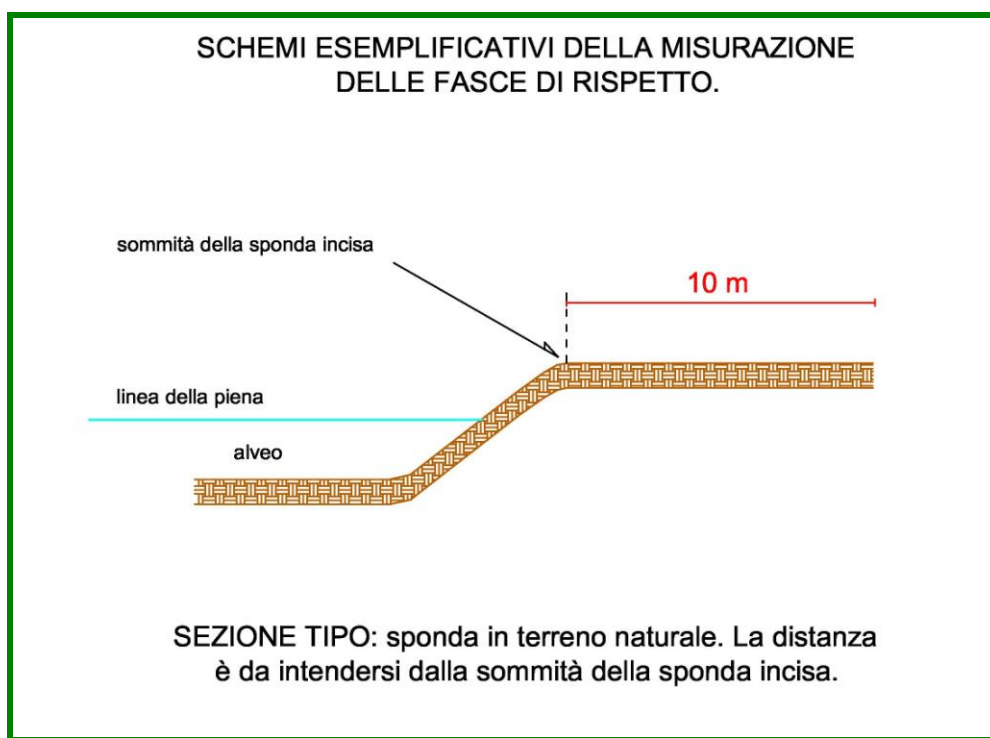 SCHEMI ESEMPLIFICATIVI DELLA MISURAZIONE
DELLE FASCE DI RISPETTO.
sommità della sponda incisa
10 m
linea della piena
alveo
SEZIONE TIPO: sponda in terreno naturale. La distanza
è da intendersi dalla sommità della sponda incisa.